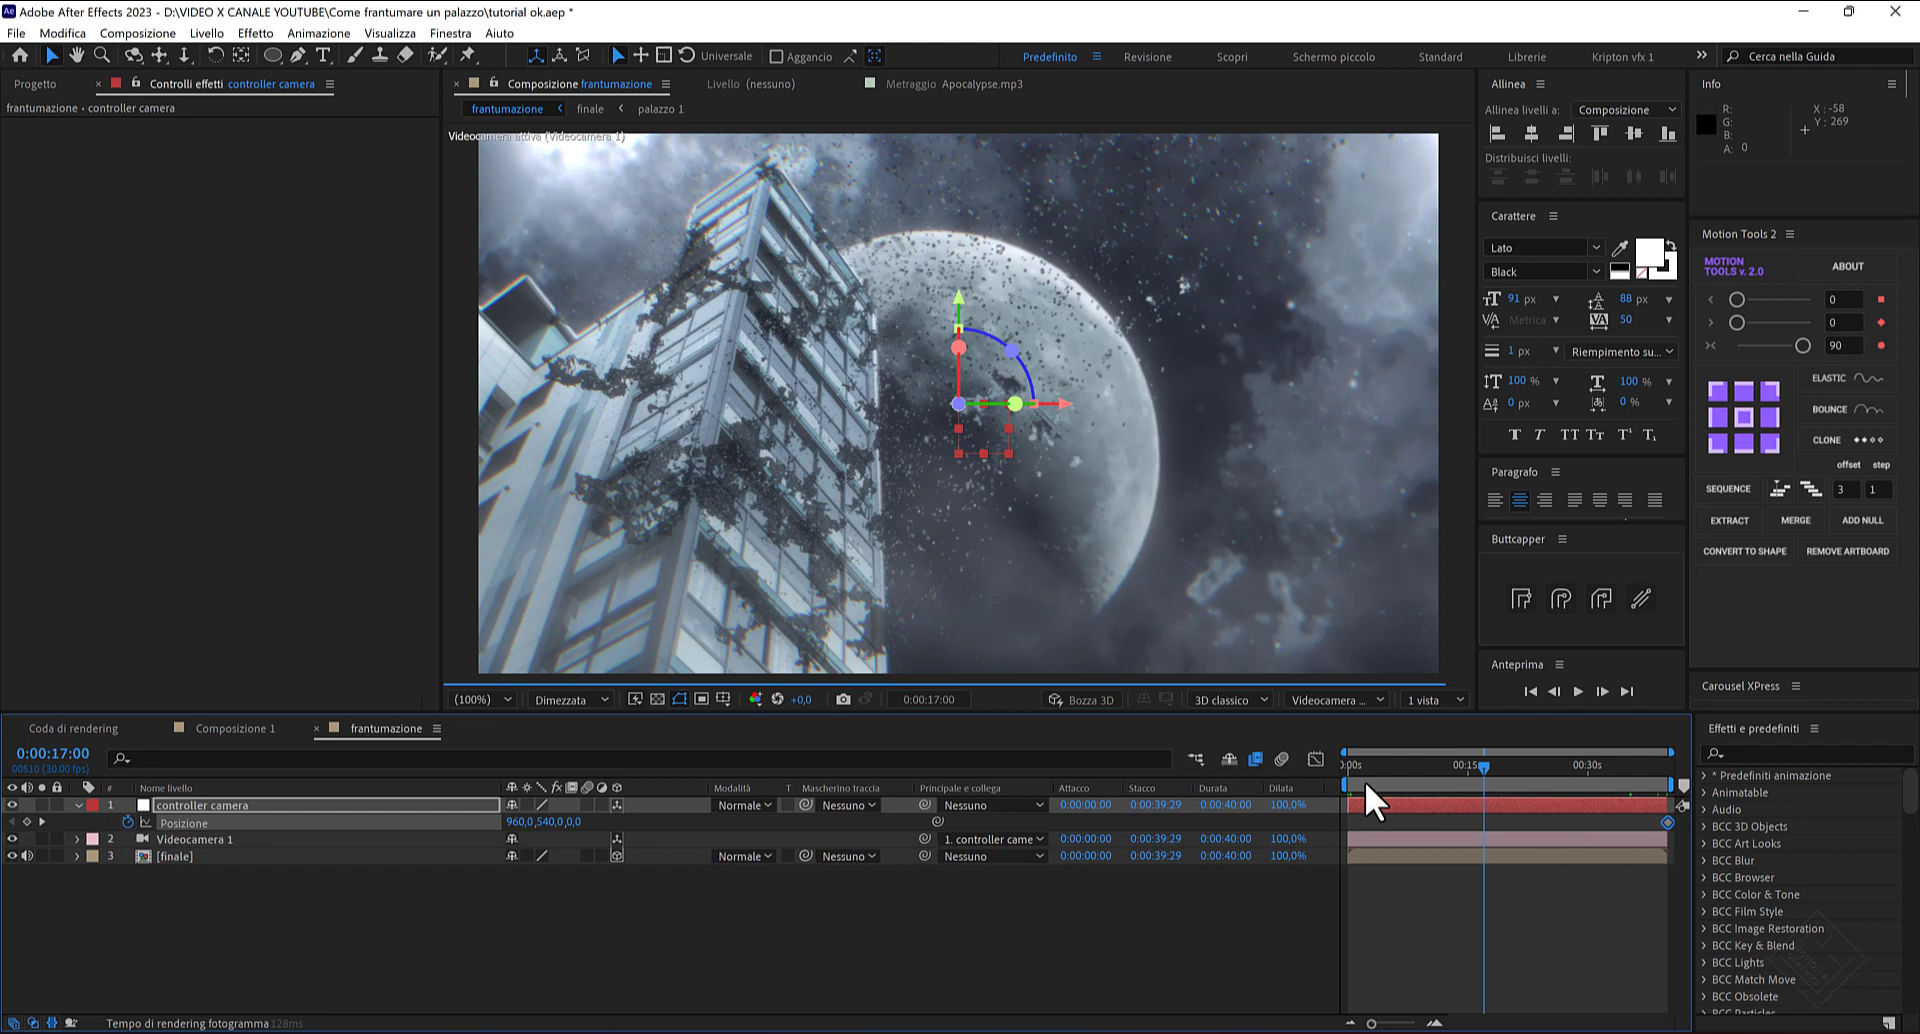 Adobe After Effects 2023 - D:\VIDEO X CANALE YOUTUBE\Come frantumare un palazzo\tutorial ok.aep *
File Modifica Composizione Livello Effetto Animazione Visualizza Finestra Aiuto
Universale Aggancio Predefinito Revisione Scopri Schermo piccolo Standard Librerie Kripton vfx 1 Cerca nella Guida
Progetto Controlli effetti controller camera
frantumazione • controller camera
Composizione frantumazione Livello (nessuno) Metraggio Apocalypse.mp3
frantumazione finale palazzo 1
Videocamera attiva (Videocamera 1)
Allinea
Allinea livelli a: Composizione
Distribuisci livelli:
Carattere
Lato
Black
91 px 88 px
Metrica 50
1 px Riempimento su...
100 % 100 %
0 px 0 %
T T TT Tt T¹ T₁
Paragrafo
Buttcapper
Anteprima
Info
R: X : -58
G: Y : 269
B:
A: 0
Motion Tools 2
MOTION TOOLS v. 2.0 ABOUT
0
0
90
ELASTIC
BOUNCE
CLONE
offset step
SEQUENCE 3 1
EXTRACT MERGE ADD NULL
CONVERT TO SHAPE REMOVE ARTBOARD
Carousel XPress
(100%) Dimezzata +0,0 0:00:17:00 Bozza 3D 3D classico Videocamera ... 1 vista
Coda di rendering Composizione 1 frantumazione
0:00:17:00
00510 (30.00 fps)
0:00s 00:15s 00:30s
# Nome livello Modalità T Mascherino traccia Principale e collega Attacco Stacco Durata Dilata
1 controller camera Normale Nessuno Nessuno 0:00:00:00 0:00:39:29 0:00:40:00 100,0%
Posizione 960,0,540,0,0,0
2 Videocamera 1 1. controller came 0:00:00:00 0:00:39:29 0:00:40:00 100,0%
3 [finale] Normale Nessuno Nessuno 0:00:00:00 0:00:39:29 0:00:40:00 100,0%
Tempo di rendering fotogramma 128ms
Effetti e predefiniti
* Predefiniti animazione
Animatable
Audio
BCC 3D Objects
BCC Art Looks
BCC Blur
BCC Browser
BCC Color & Tone
BCC Film Style
BCC Image Restoration
BCC Key & Blend
BCC Lights
BCC Match Move
BCC Obsolete
BCC Particles